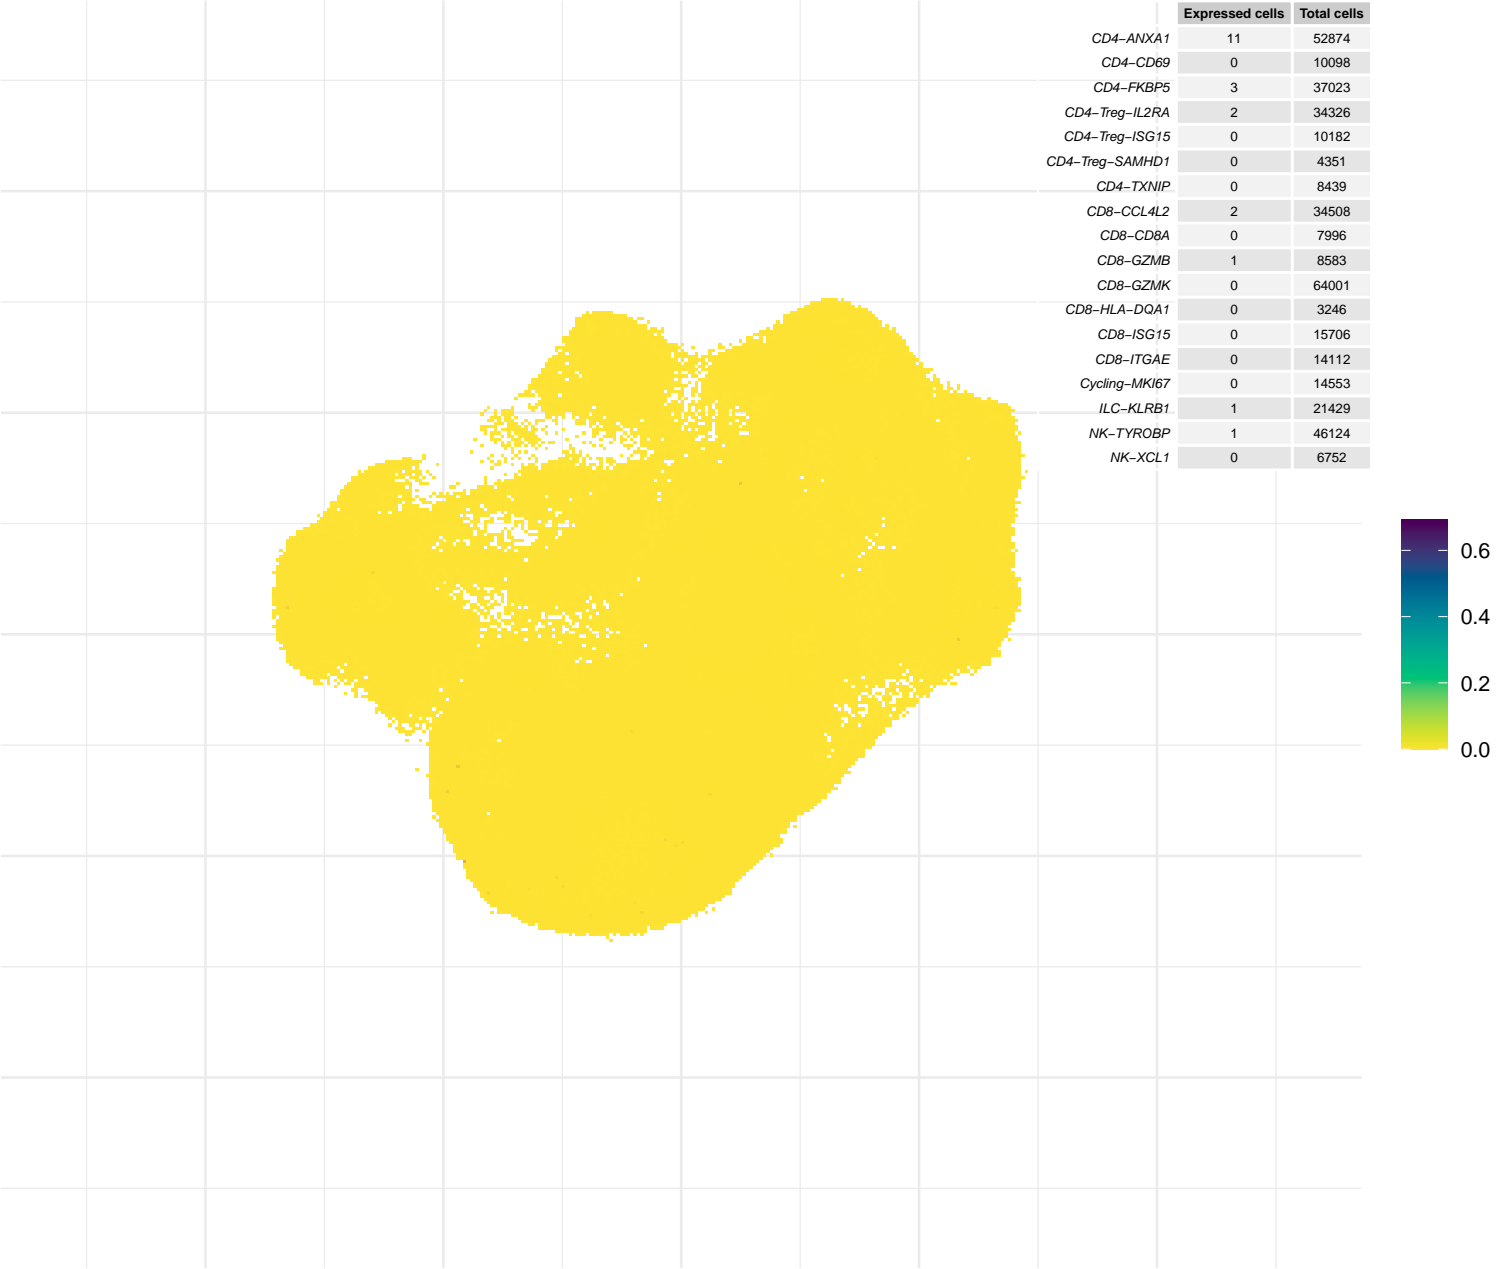 Expressed cells Total cells
CD4−ANXA1 11 52874
CD4−CD69 0 10098
CD4−FKBP5 3 37023
CD4−Treg−IL2RA 2 34326
CD4−Treg−ISG15 0 10182
CD4−Treg−SAMHD1 0 4351
CD4−TXNIP 0 8439
CD8−CCL4L2 2 34508
CD8−CD8A 0 7996
CD8−GZMB 1 8583
CD8−GZMK 0 64001
CD8−HLA−DQA1 0 3246
CD8−ISG15 0 15706
CD8−ITGAE 0 14112
Cycling−MKI67 0 14553
ILC−KLRB1 1 21429
NK−TYROBP 1 46124
NK−XCL1 0 6752
0.6
0.4
0.2
0.0